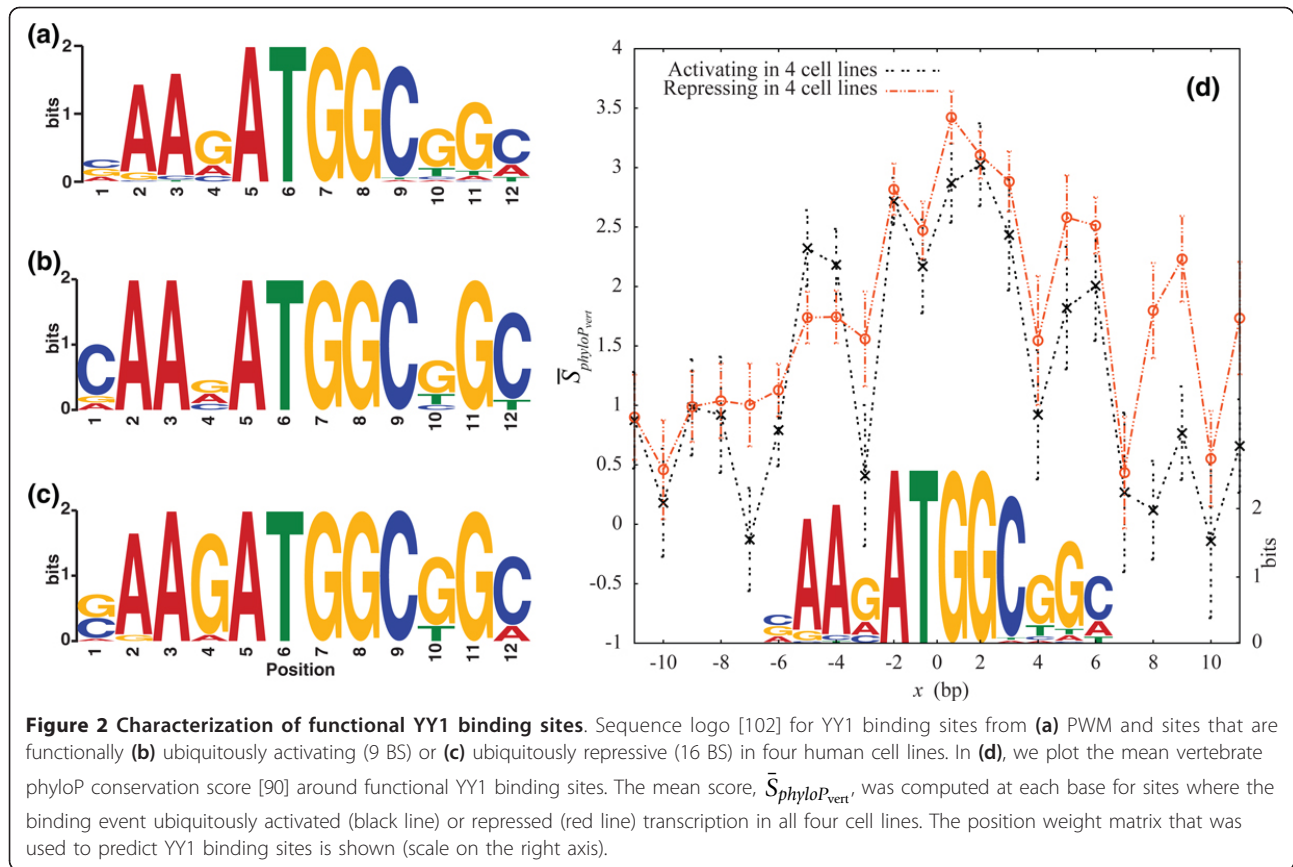 (a)
2
1
0
bits
C G A
A G
A C
G A C
A
T
G
G
C
G T C A
G T A
C A T
1 2 3 4 5 6 7 8 9 10 11 12
(b)
2
1
0
bits
C G A
A
A
G A C
A
T
G
G
C
G T C
G
C T
1 2 3 4 5 6 7 8 9 10 11 12
(c)
2
1
0
bits
G C
A G
A
G A
A
T
G
G
C
G T
G
C A
1 2 3 4 5 6 7 8 9 10 11 12
Position
(d)
Activating in 4 cell lines
Repressing in 4 cell lines
4
3.5
3
2.5
2
1.5
1
0.5
0
-0.5
-1
S̅phyloPvert
C G A
A G
A C
G A C
A
T
G
G
C
G T C
G T A
C A T
2
1
0
bits
-10 -8 -6 -4 -2 0 2 4 6 8 10
x (bp)
Figure 2 Characterization of functional YY1 binding sites. Sequence logo [102] for YY1 binding sites from (a) PWM and sites that are
functionally (b) ubiquitously activating (9 BS) or (c) ubiquitously repressive (16 BS) in four human cell lines. In (d), we plot the mean vertebrate
phyloP conservation score [90] around functional YY1 binding sites. The mean score, S̅phyloPvert, was computed at each base for sites where the
binding event ubiquitously activated (black line) or repressed (red line) transcription in all four cell lines. The position weight matrix that was
used to predict YY1 binding sites is shown (scale on the right axis).